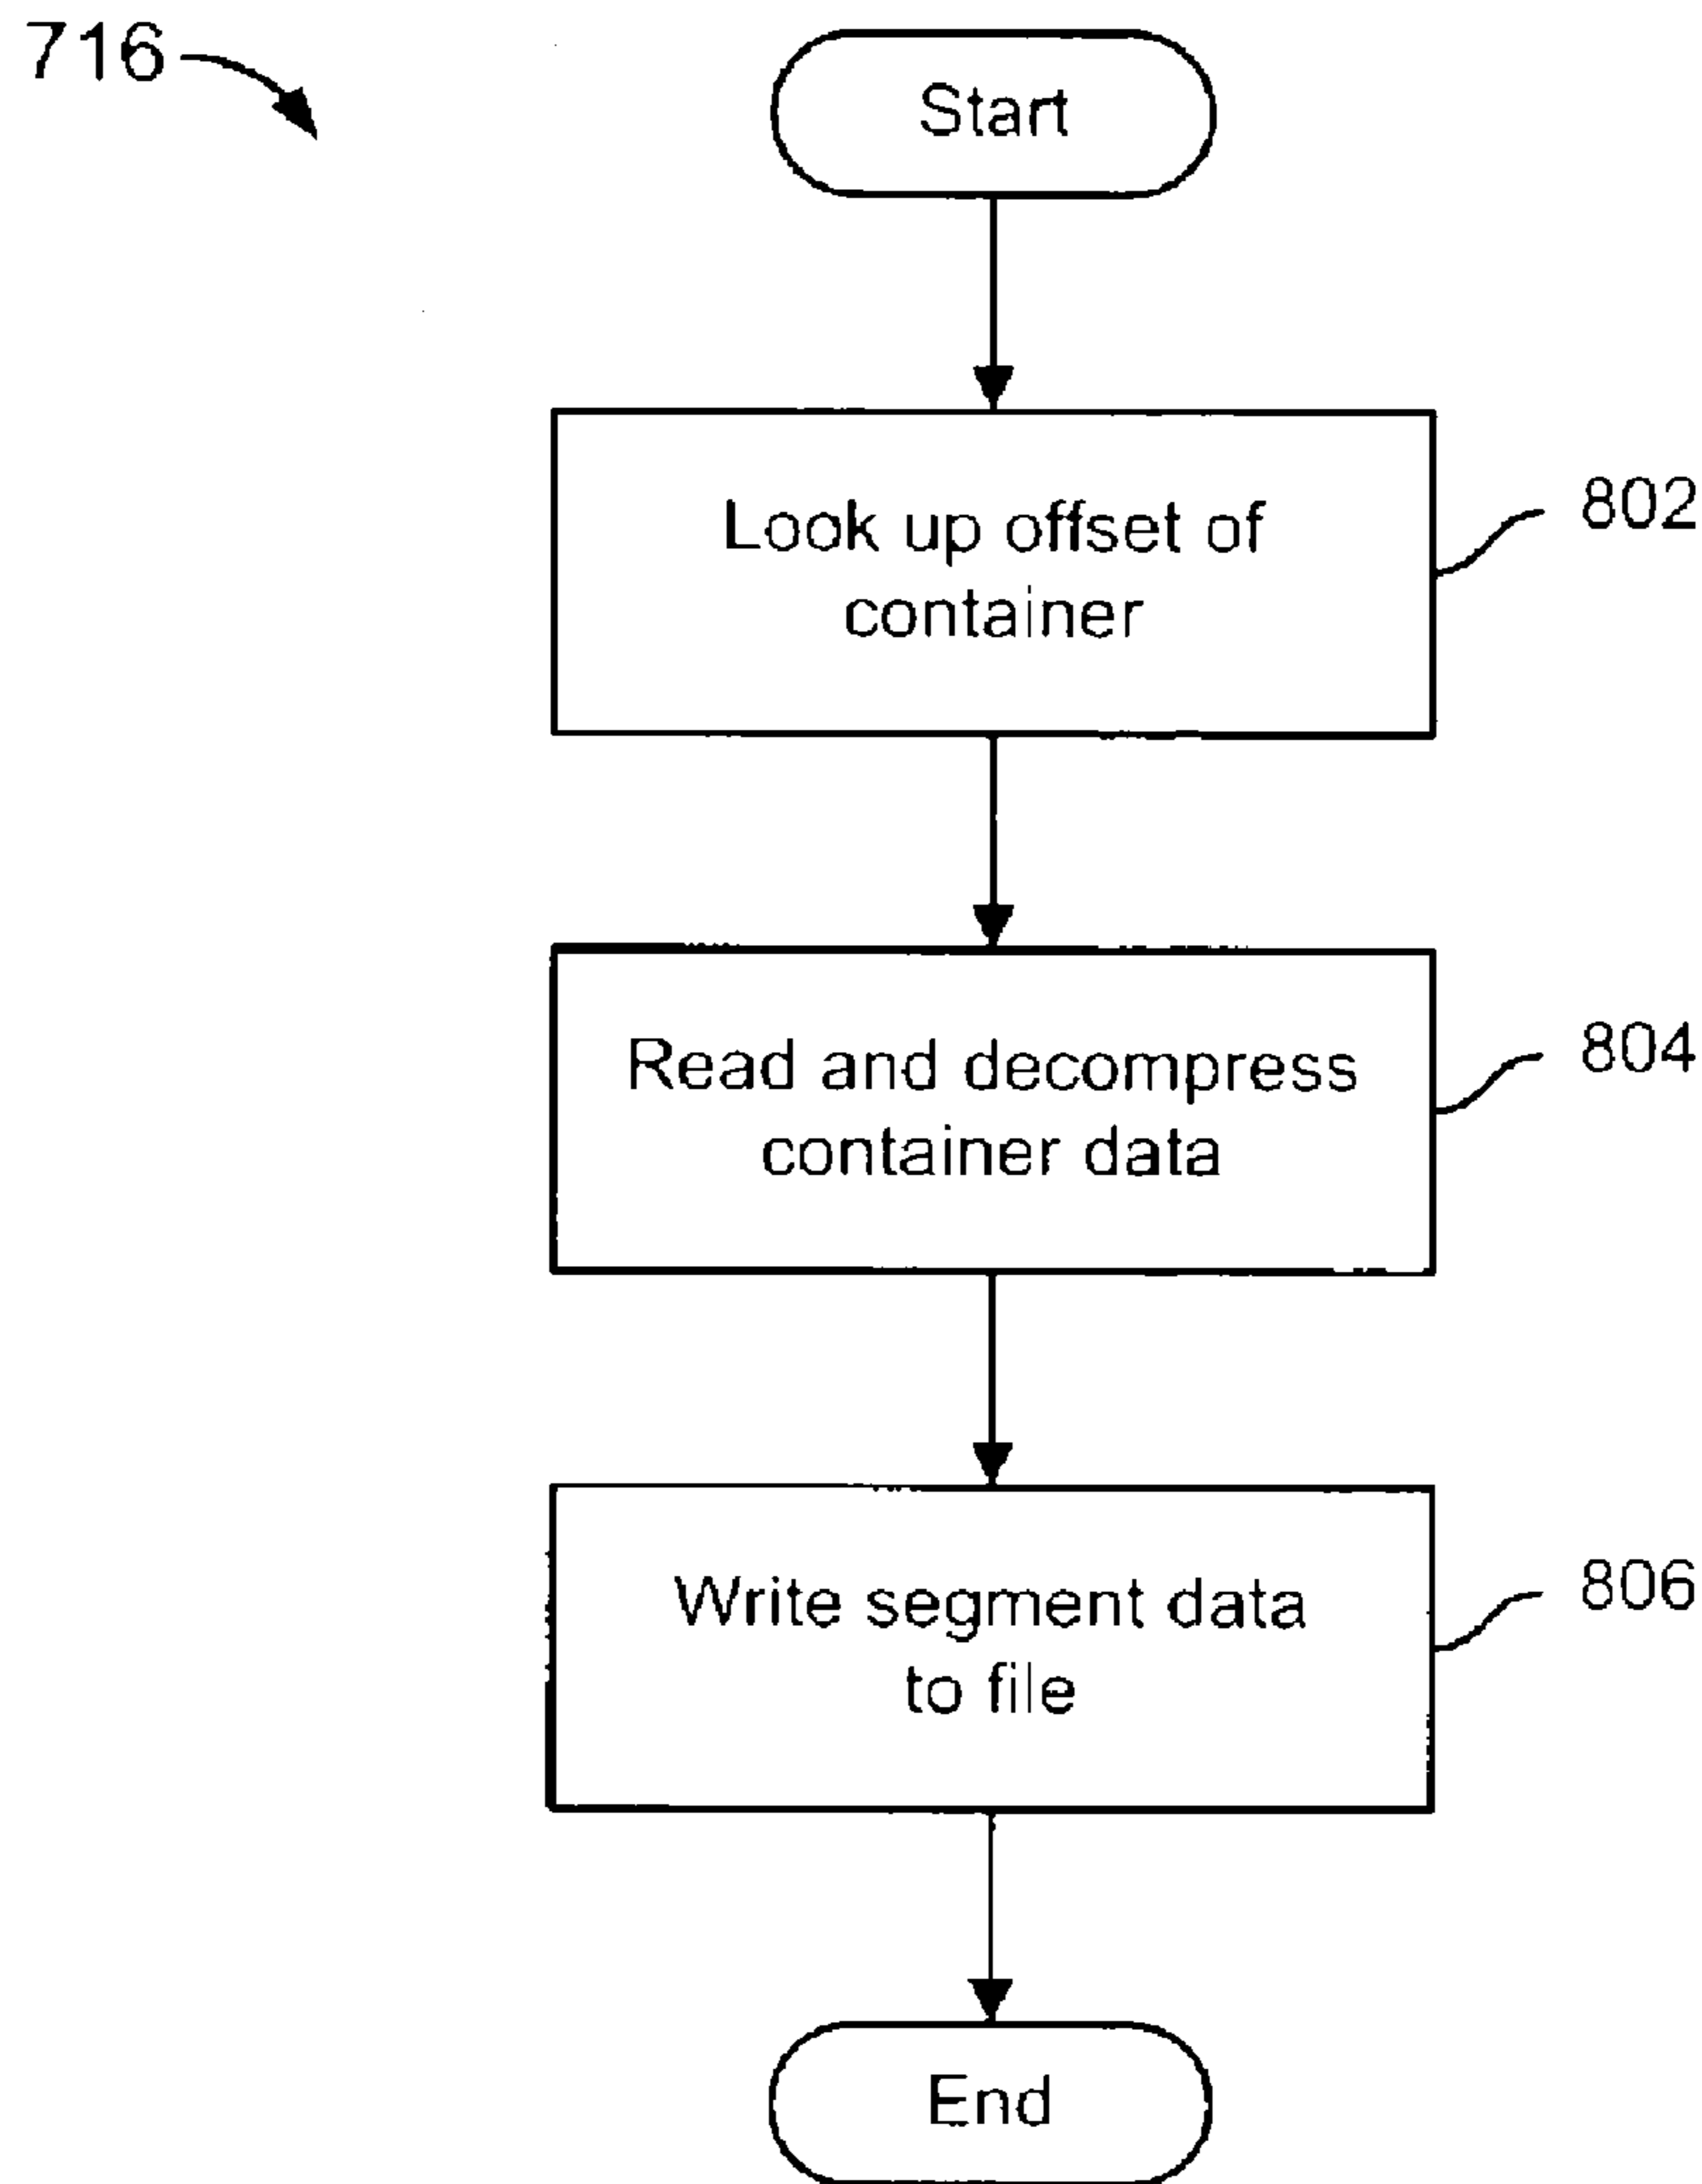 716
Start
Look up offset of
container
802
Read and decompress
container data
804
Write segment data
to file
806
End